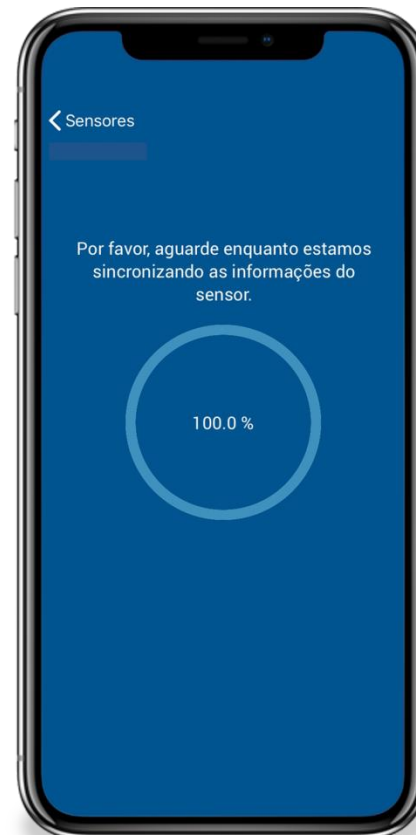 Sensores
Por favor, aguarde enquanto estamos
sincronizando as informações do
sensor.
100.0 %